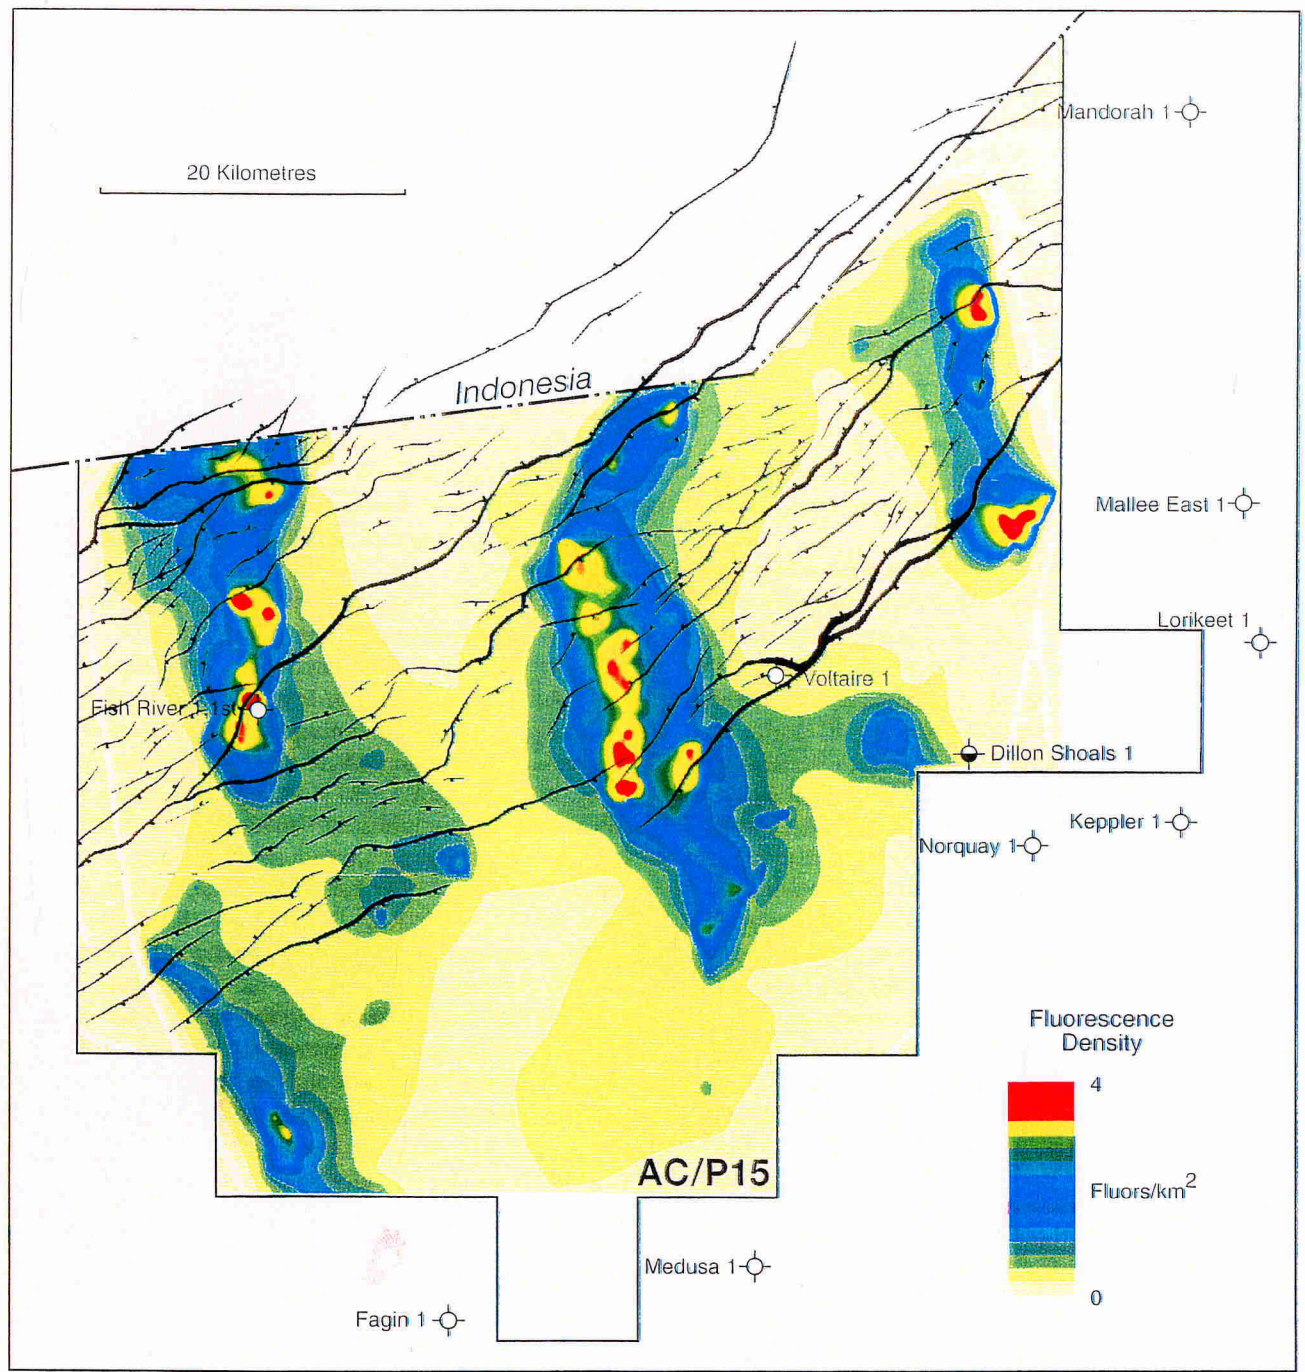 Mandorah 1
20 Kilometres
Indonesia
Mallee East 1
Lorikeet 1
Voltaire 1
Fish River 1,1st
Dillon Shoals 1
Keppler 1
Norquay 1
Fluorescence
Density
4
Fluors/km²
0
AC/P15
Medusa 1
Fagin 1